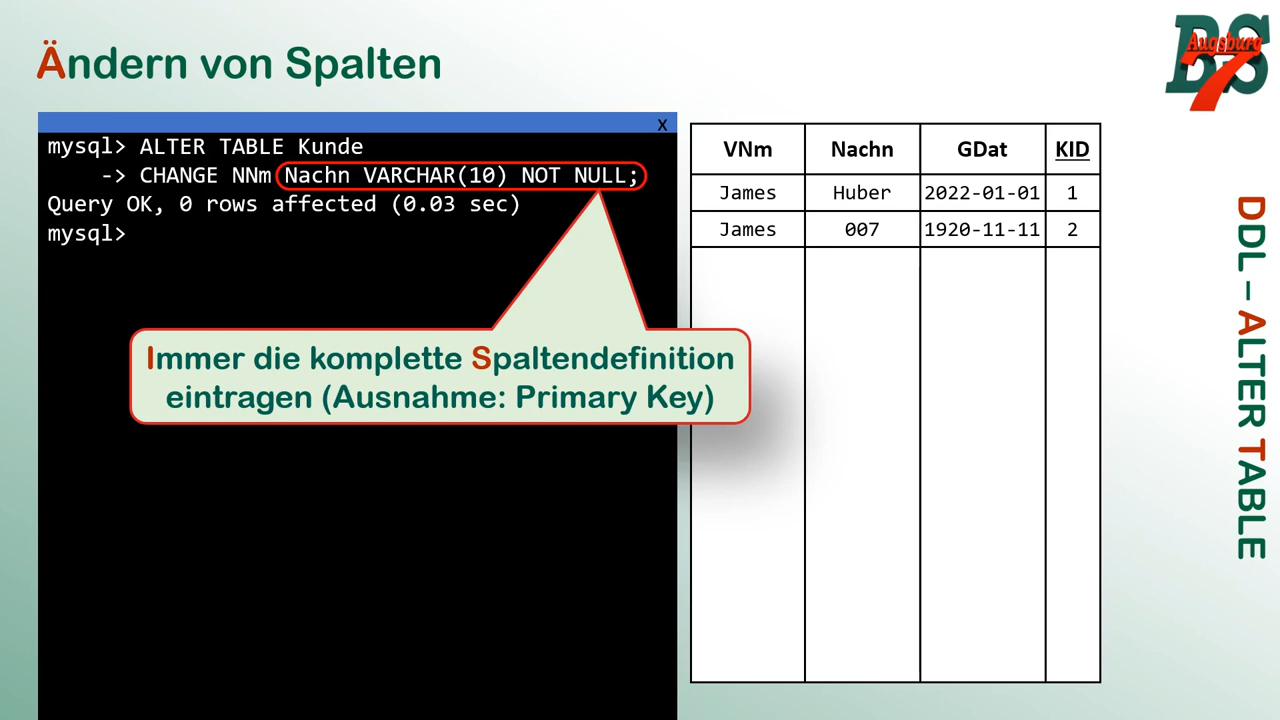 Ändern von Spalten
BS
Augsburg
7
x
mysql> ALTER TABLE Kunde
-> CHANGE NNm Nachn VARCHAR(10) NOT NULL;
Query OK, 0 rows affected (0.03 sec)
mysql>
Immer die komplette Spaltendefinition
eintragen (Ausnahme: Primary Key)
VNm Nachn GDat KID
James Huber 2022-01-01 1
James 007 1920-11-11 2
DDL – ALTER TABLE